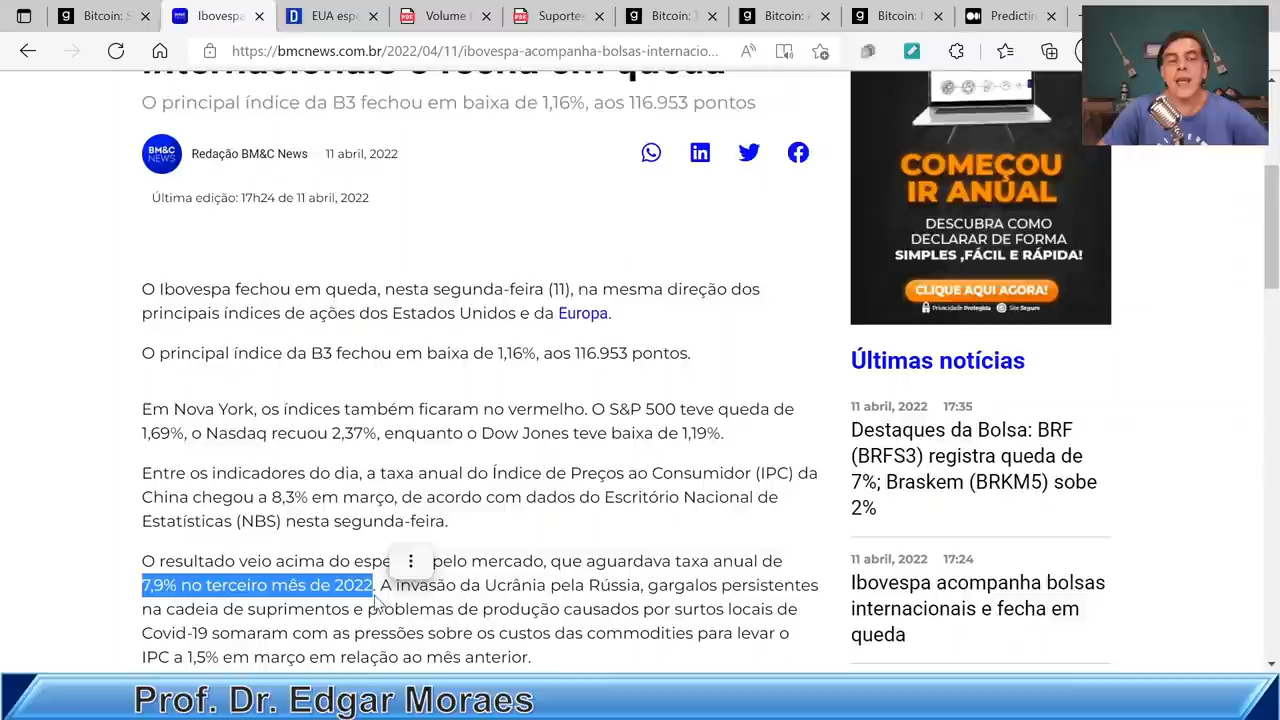 Bitcoin:
Ibovespa
EUA espe
Volume
Suportes
Bitcoin: T
Bitcoin: A
Bitcoin:
Predictin
https://bmcnews.com.br/2022/04/11/ibovespa-acompanha-bolsas-internacio...
internacionais e fecha em queda
O principal índice da B3 fechou em baixa de 1,16%, aos 116.953 pontos
BM&C
NEWS
Redação BM&C News 11 abril, 2022
Última edição: 17h24 de 11 abril, 2022
O Ibovespa fechou em queda, nesta segunda-feira (11), na mesma direção dos
principais índices de ações dos Estados Unidos e da Europa.
O principal índice da B3 fechou em baixa de 1,16%, aos 116.953 pontos.
Em Nova York, os índices também ficaram no vermelho. O S&P 500 teve queda de
1,69%, o Nasdaq recuou 2,37%, enquanto o Dow Jones teve baixa de 1,19%.
Entre os indicadores do dia, a taxa anual do Índice de Preços ao Consumidor (IPC) da
China chegou a 8,3% em março, de acordo com dados do Escritório Nacional de
Estatísticas (NBS) nesta segunda-feira.
O resultado veio acima do espe pelo mercado, que aguardava taxa anual de
7,9% no terceiro mês de 2022. A invasão da Ucrânia pela Rússia, gargalos persistentes
na cadeia de suprimentos e problemas de produção causados por surtos locais de
Covid-19 somaram com as pressões sobre os custos das commodities para levar o
IPC a 1,5% em março em relação ao mês anterior.
COMEÇOU
IR ANUAL
DESCUBRA COMO
DECLARAR DE FORMA
SIMPLES ,FÁCIL E RÁPIDA!
CLIQUE AQUI AGORA!
Privacidade Protegida Site Seguro
Últimas notícias
11 abril, 2022 17:35
Destaques da Bolsa: BRF
(BRFS3) registra queda de
7%; Braskem (BRKM5) sobe
2%
11 abril, 2022 17:24
Ibovespa acompanha bolsas
internacionais e fecha em
queda
Prof. Dr. Edgar Moraes